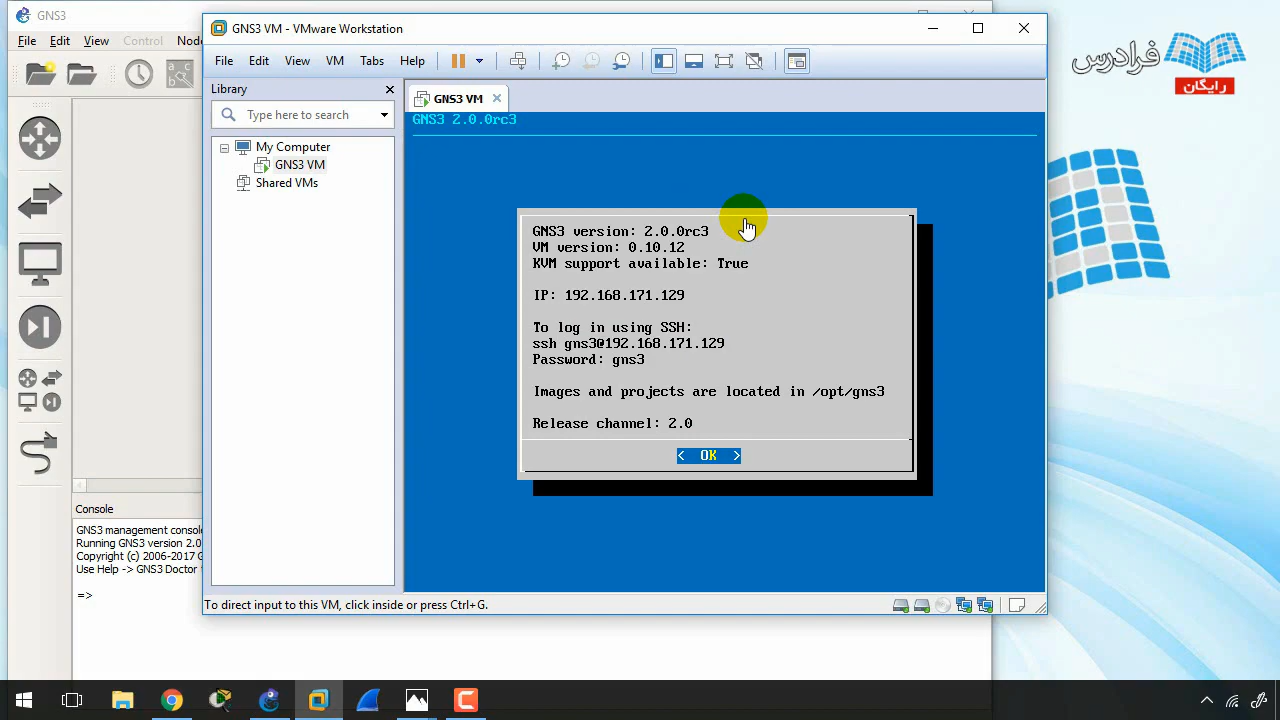 GNS3
File Edit View Control Node
GNS3 VM - VMware Workstation
File Edit View VM Tabs Help
Library
Type here to search
My Computer
GNS3 VM
Shared VMs
GNS3 VM
GNS3 2.0.0rc3
GNS3 version: 2.0.0rc3
VM version: 0.10.12
KVM support available: True
IP: 192.168.171.129
To log in using SSH:
ssh gns3@192.168.171.129
Password: gns3
Images and projects are located in /opt/gns3
Release channel: 2.0
< OK >
To direct input to this VM, click inside or press Ctrl+G.
Console
GNS3 management consol
Running GNS3 version 2.0
Copyright (c) 2006-2017 G
Use Help -> GNS3 Doctor
=>
فرادرس
رایگان